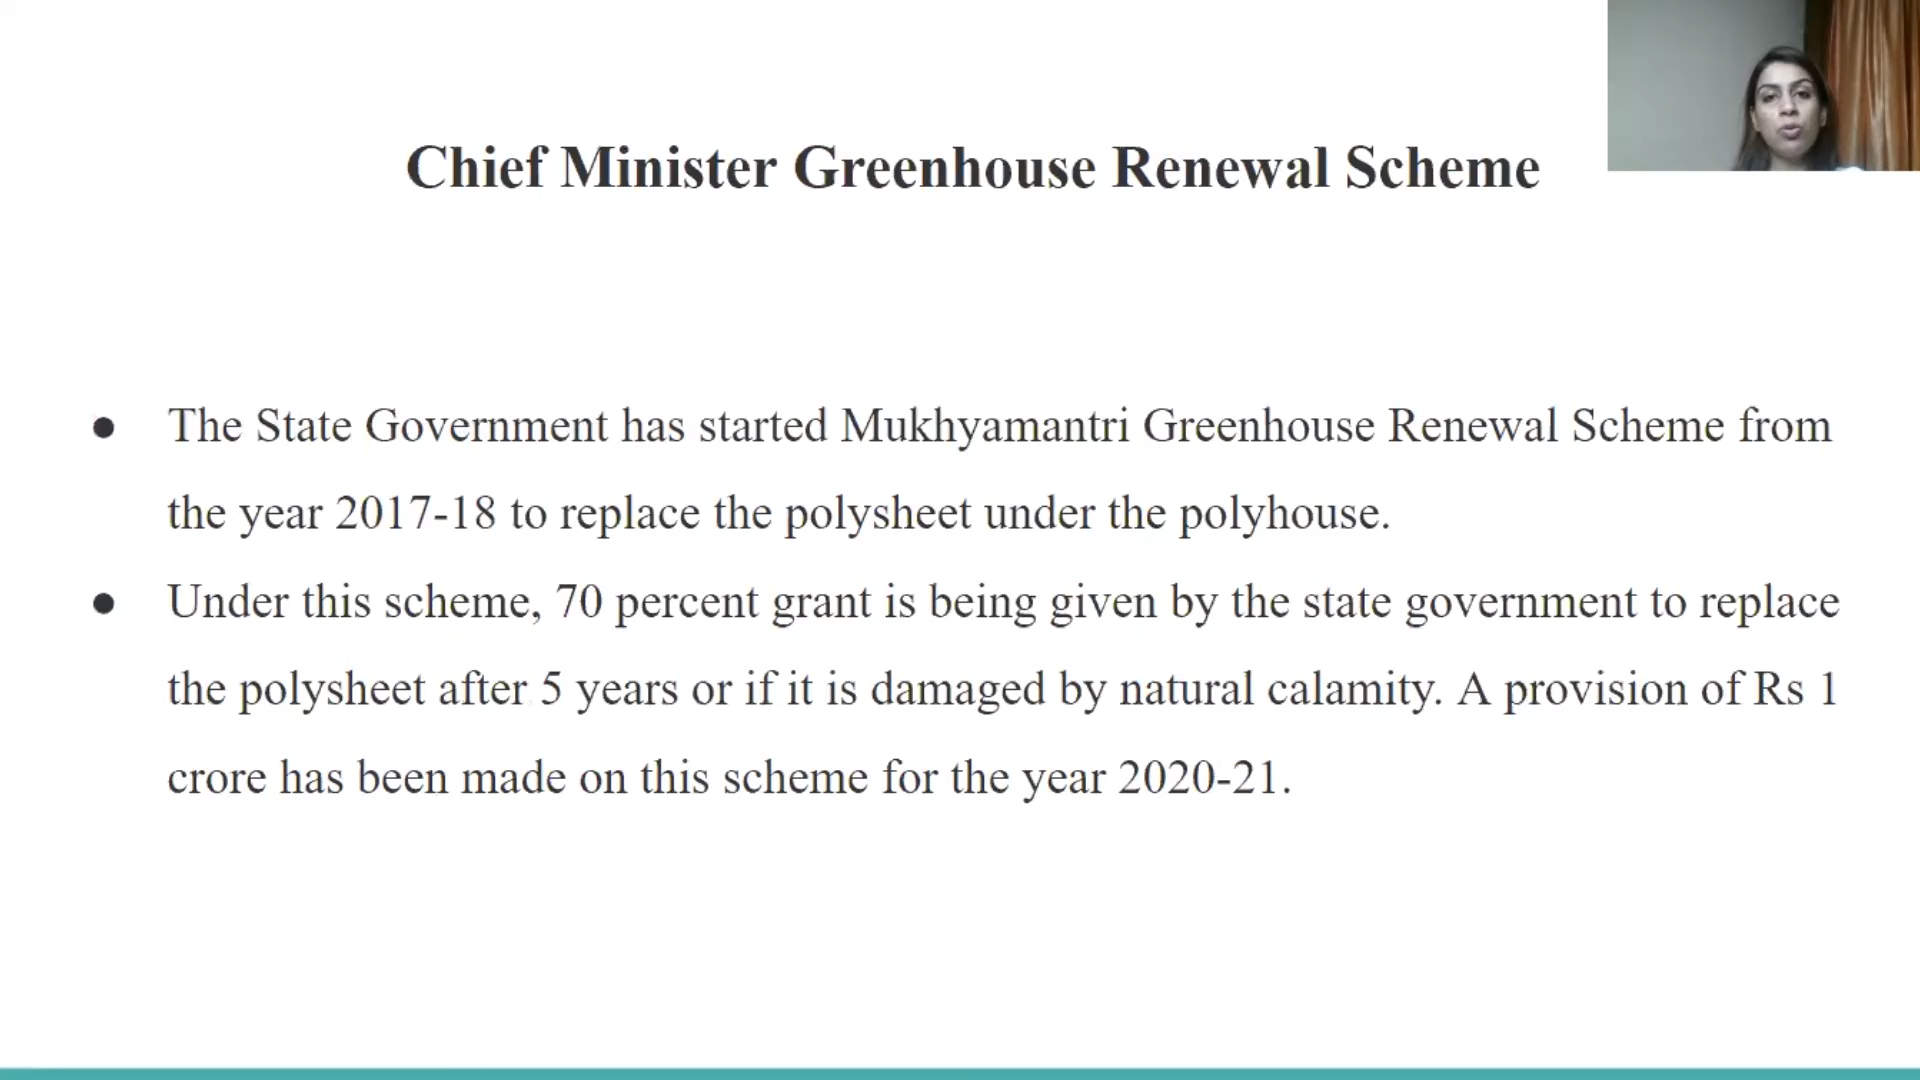 Chief Minister Greenhouse Renewal Scheme
● The State Government has started Mukhyamantri Greenhouse Renewal Scheme from
the year 2017-18 to replace the polysheet under the polyhouse.
● Under this scheme, 70 percent grant is being given by the state government to replace
the polysheet after 5 years or if it is damaged by natural calamity. A provision of Rs 1
crore has been made on this scheme for the year 2020-21.